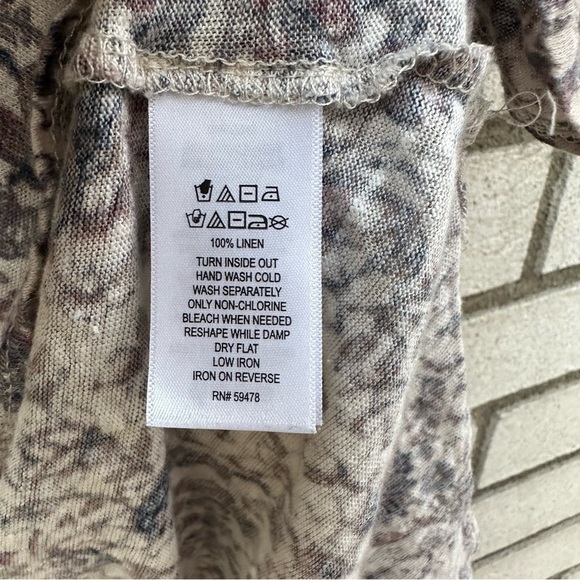 100% LINEN
TURN INSIDE OUT
HAND WASH COLD
WASH SEPARATELY
ONLY NON-CHLORINE
BLEACH WHEN NEEDED
RESHAPE WHILE DAMP
DRY FLAT
LOW IRON
IRON ON REVERSE
RN# 59478